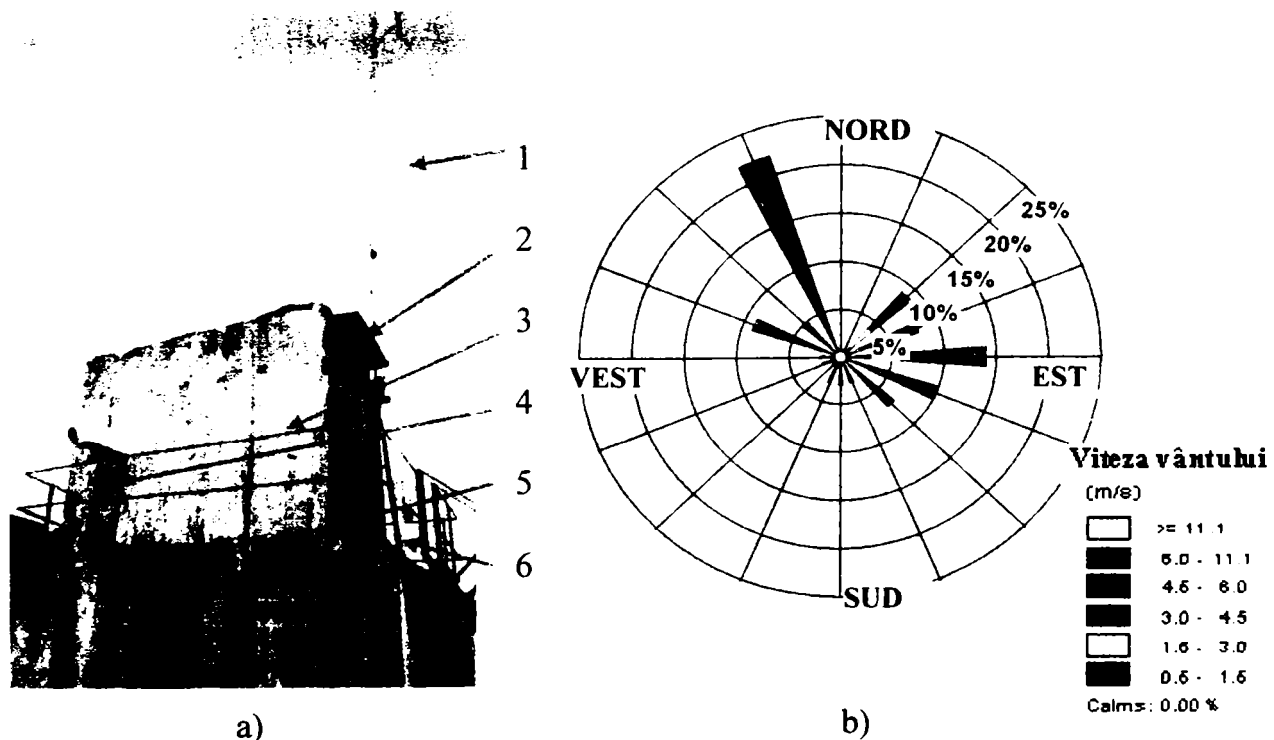 1
2
3
4
5
6
a)
NORD
25%
20%
15%
10%
5%
VEST
EST
SUD
Viteza vântului
(m/s)
>= 11.1
6.0 - 11.1
4.5 - 6.0
3.0 - 4.5
1.6 - 3.0
0.5 - 1.5
Calms: 0.00 %
b)